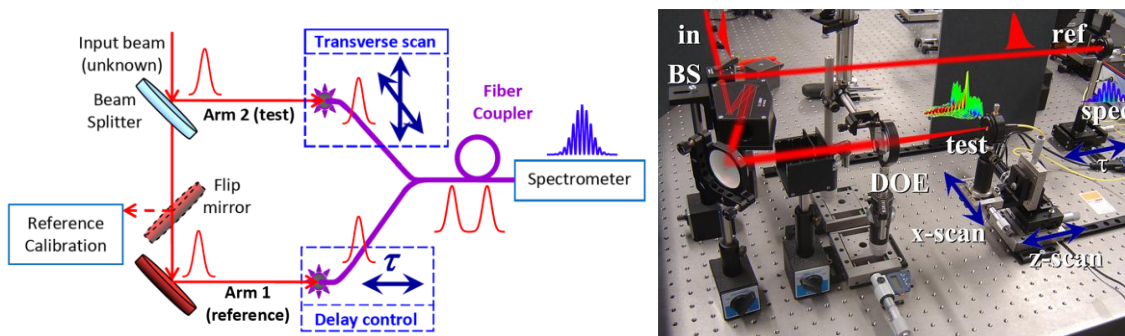 Input beam
(unknown)
Beam
Splitter
Arm 2 (test)
Transverse scan
Fiber
Coupler
Spectrometer
Flip
mirror
Reference
Calibration
Arm 1
(reference)
τ
Delay control
in
BS
ref
spec
test
τ
DOE
x-scan
z-scan